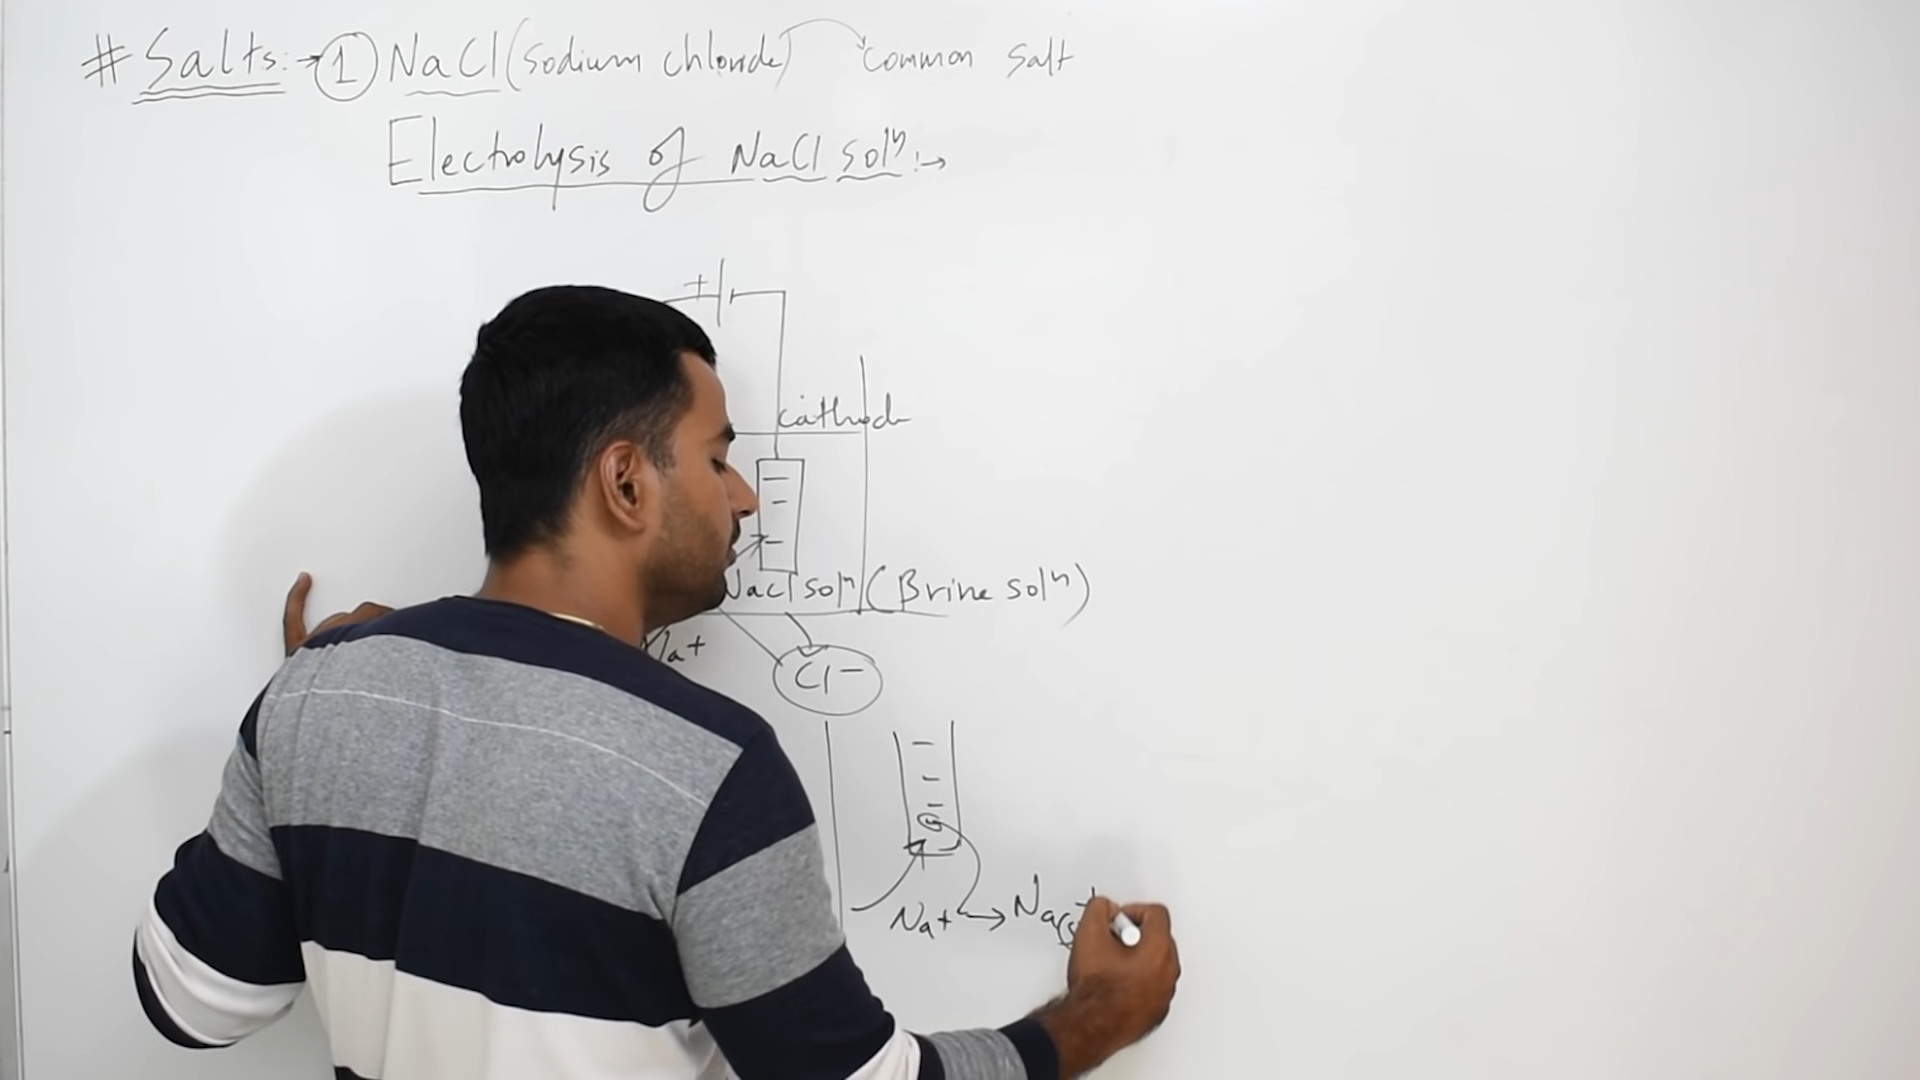 # Salts:→ ① NaCl (Sodium chloride) Common Salt
Electrolysis of NaCl solⁿ:→
+
cathode
NaCl solⁿ (Brine solⁿ)
Na+
Cl−
Na+ → Na(s)